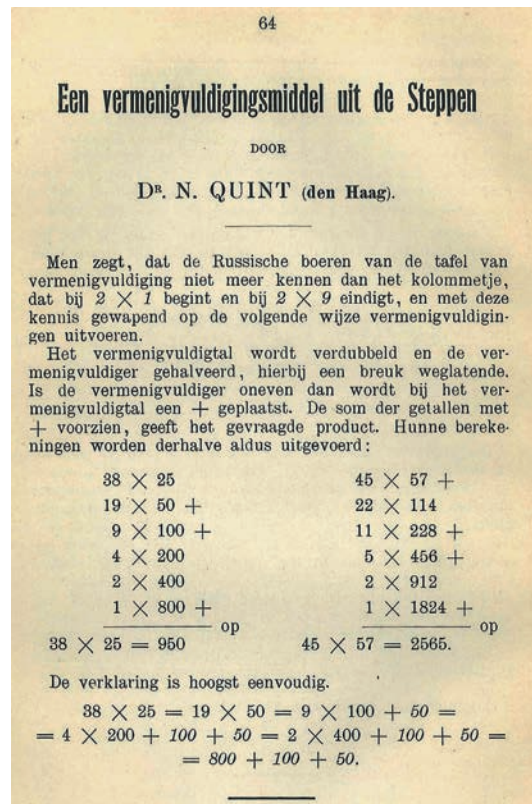 64
Een vermenigvuldigingsmiddel uit de Steppen
DOOR
Dᴿ. N. QUINT (den Haag).
Men zegt, dat de Russische boeren van de tafel van
vermenigvuldiging niet meer kennen dan het kolommetje,
dat bij 2 × 1 begint en bij 2 × 9 eindigt, en met deze
kennis gewapend op de volgende wijze vermenigvuldigin-
gen uitvoeren.
Het vermenigvuldigtal wordt verdubbeld en de ver-
menigvuldiger gehalveerd, hierbij een breuk weglatende.
Is de vermenigvuldiger oneven dan wordt bij het ver-
menigvuldigtal een + geplaatst. De som der getallen met
+ voorzien, geeft het gevraagde product. Hunne bereke-
ningen worden derhalve aldus uitgevoerd:
38 × 25
19 × 50 +
9 × 100 +
4 × 200
2 × 400
1 × 800 +
op
38 × 25 = 950
45 × 57 +
22 × 114
11 × 228 +
5 × 456 +
2 × 912
1 × 1824 +
op
45 × 57 = 2565.
De verklaring is hoogst eenvoudig.
38 × 25 = 19 × 50 = 9 × 100 + 50 =
= 4 × 200 + 100 + 50 = 2 × 400 + 100 + 50 =
= 800 + 100 + 50.